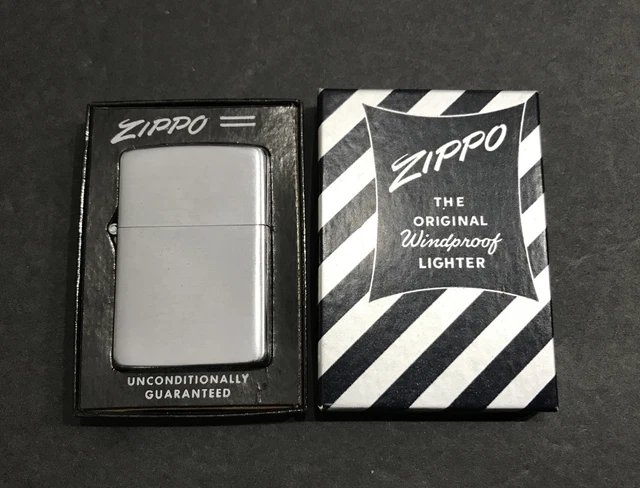 ZIPPO
UNCONDITIONALLY
GUARANTEED
ZIPPO
THE
ORIGINAL
Windproof
LIGHTER